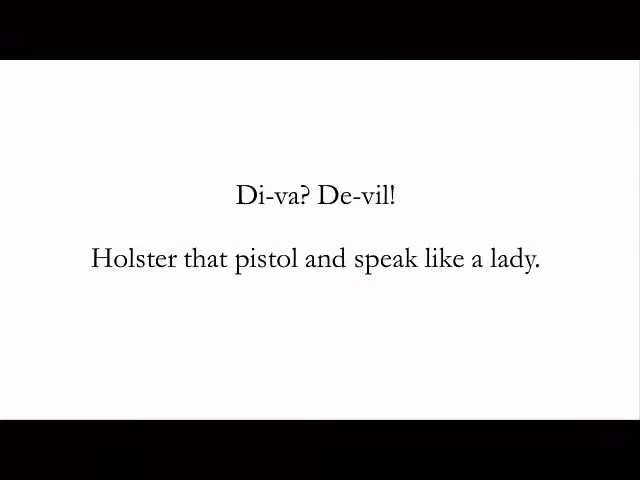 Di-va? De-vil!
Holster that pistol and speak like a lady.